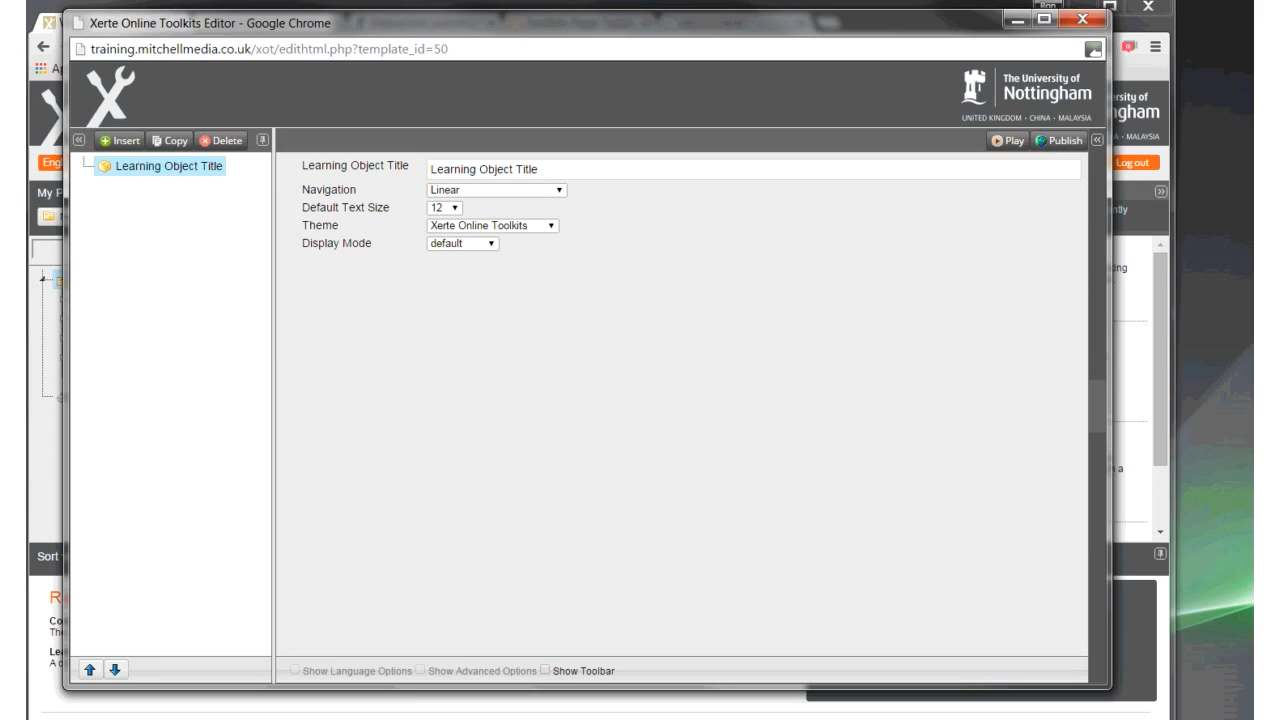 Ron
Xerte Online Toolkits Editor - Google Chrome
training.mitchellmedia.co.uk/xot/edithtml.php?template_id=50
The University of
Nottingham
UNITED KINGDOM · CHINA · MALAYSIA
Insert Copy Delete
Play Publish
Learning Object Title
Learning Object Title Learning Object Title
Navigation Linear
Default Text Size 12
Theme Xerte Online Toolkits
Display Mode default
Show Language Options Show Advanced Options Show Toolbar
Log out
Sort